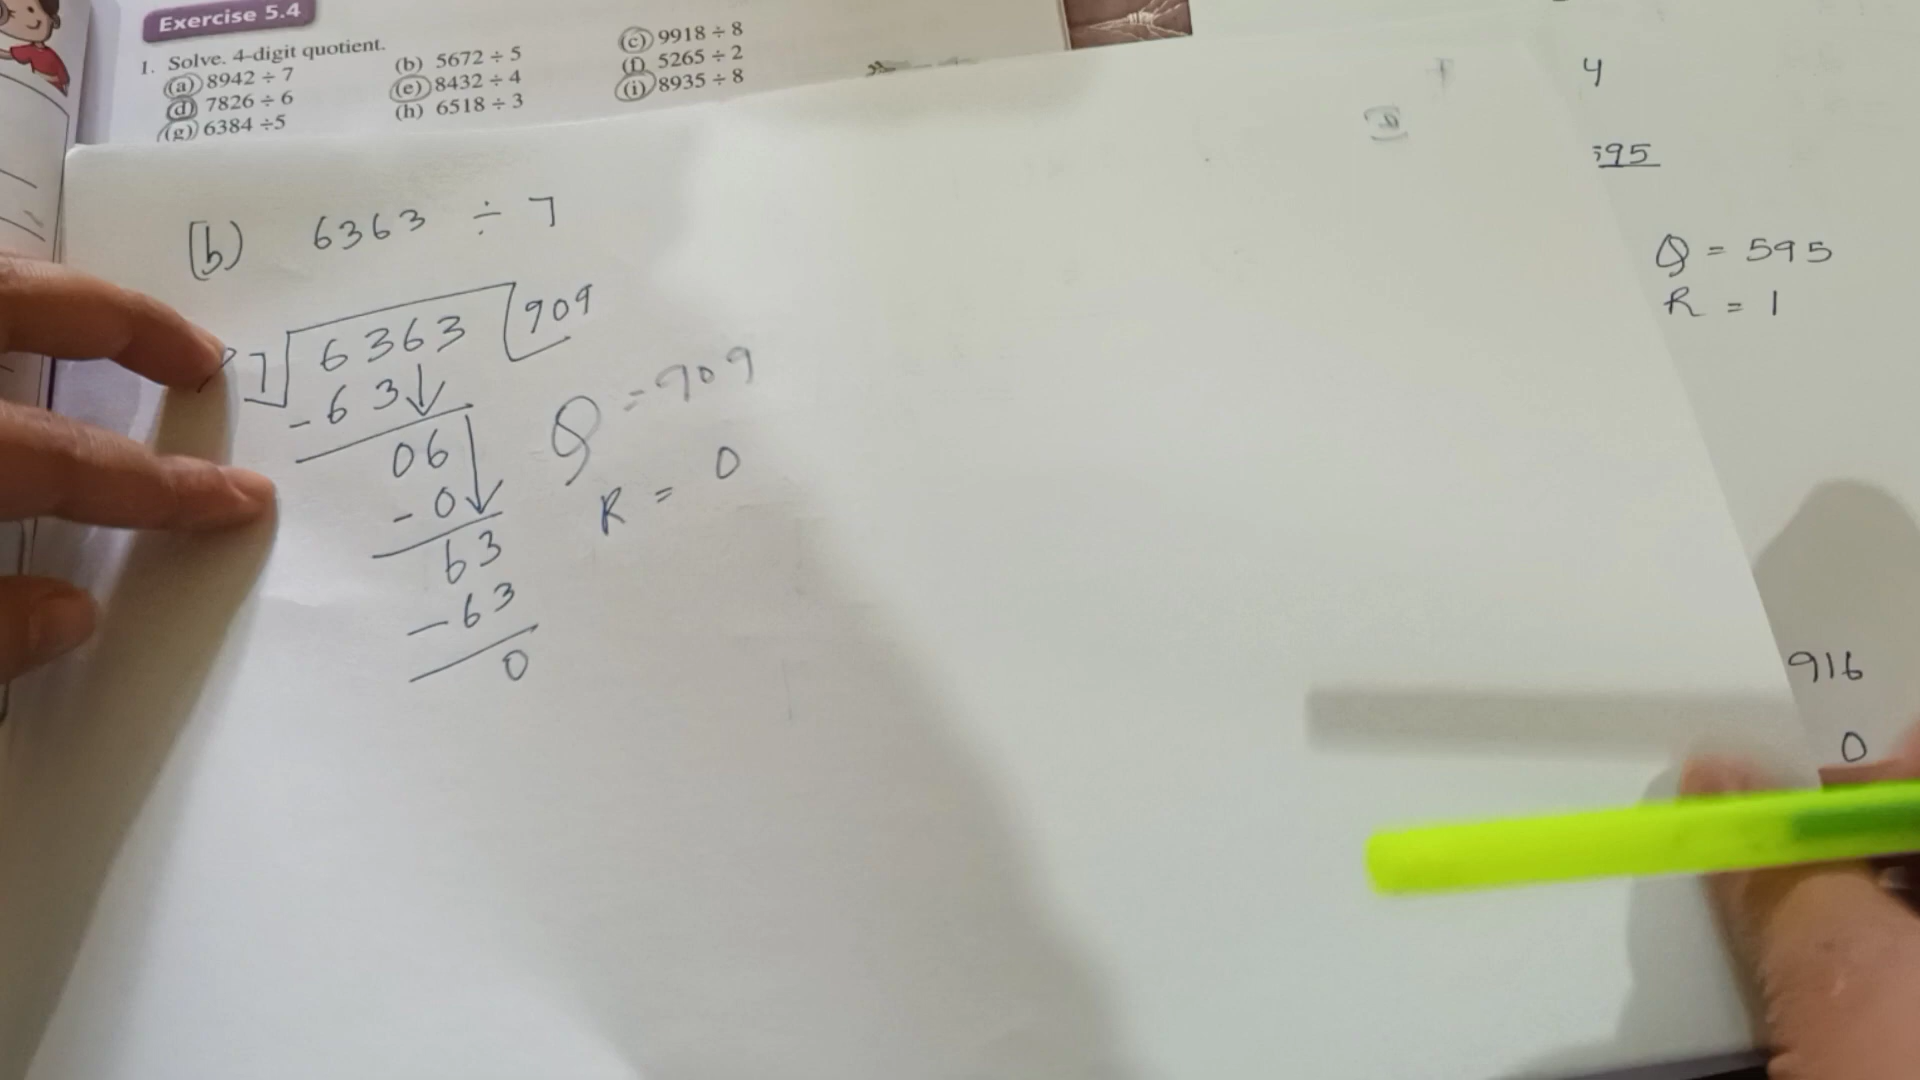 Exercise 5.4
1. Solve. 4-digit quotient.
(a) 8942 ÷ 7 (b) 5672 ÷ 5 (c) 9918 ÷ 8
(d) 7826 ÷ 6 (e) 8432 ÷ 4 (f) 5265 ÷ 2
(g) 6384 ÷5 (h) 6518 ÷ 3 (i) 8935 ÷ 8
(b) 6363 ÷ 7
7 6363 909
- 63
06
- 0
63
- 63
0
Q = 909
R = 0
4
595
Q = 595
R = 1
916
0